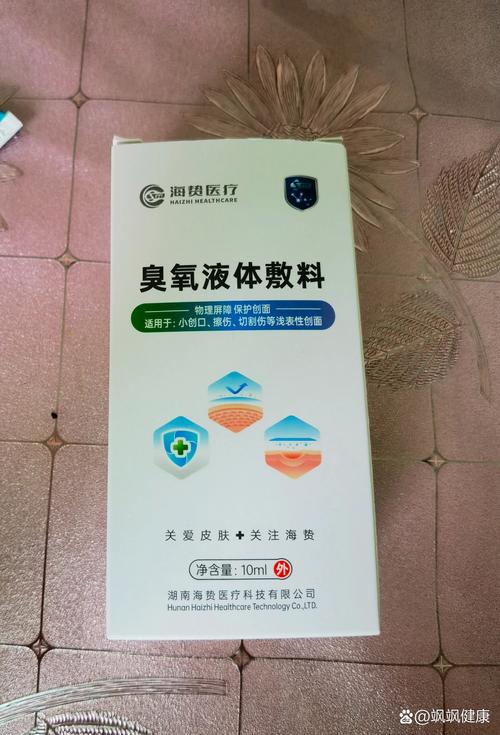 海贽医疗
HAIZHI HEALTHCARE
臭氧液体敷料
物理屏障 保护创面
适用于：小创口、擦伤、切割伤等浅表性创面
关爱皮肤 + 关注海贽
净含量：10ml 外
湖南海贽医疗科技有限公司
Hunan Haizhi Healthcare Technology Co.,LTD.
@飒飒健康